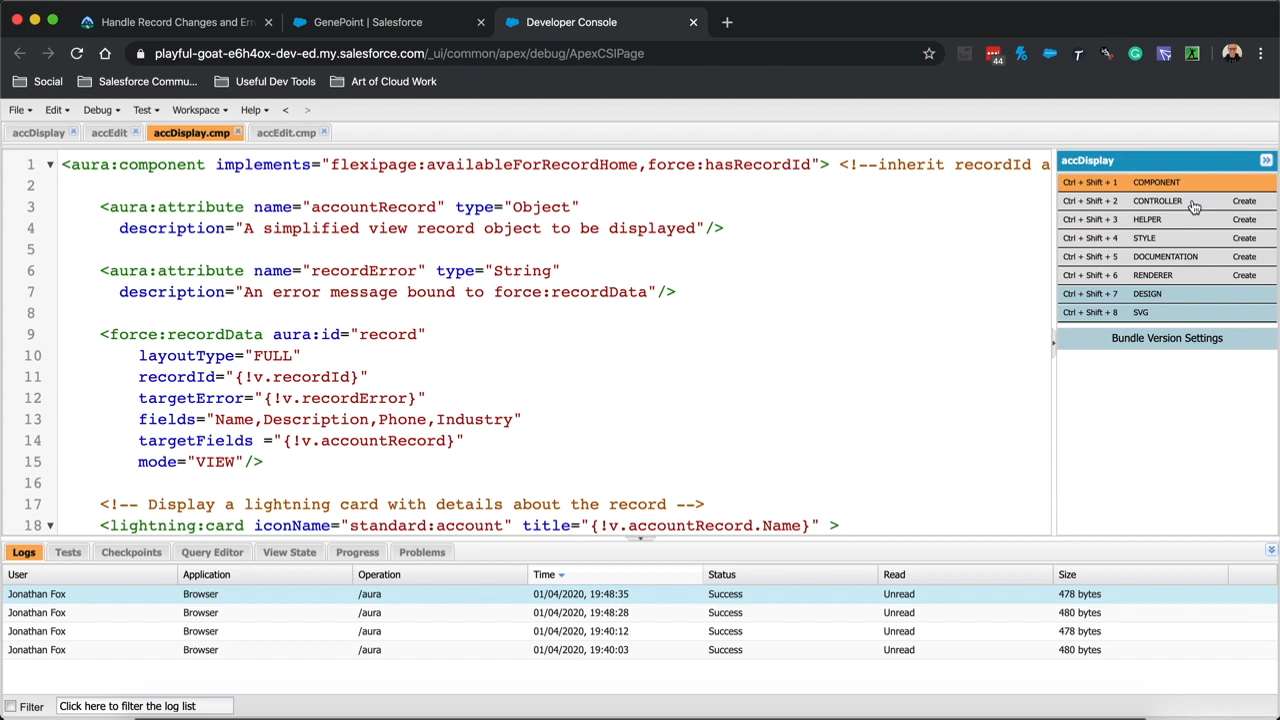 Handle Record Changes and Erro
GenePoint | Salesforce
Developer Console
playful-goat-e6h4ox-dev-ed.my.salesforce.com/_ui/common/apex/debug/ApexCSIPage
44
T
Social
Salesforce Commu...
Useful Dev Tools
Art of Cloud Work
File
Edit
Debug
Test
Workspace
Help
<
>
accDisplay
accEdit
accDisplay.cmp
accEdit.cmp
1 <aura:component implements="flexipage:availableForRecordHome,force:hasRecordId"> <!--inherit recordId a
2
3 <aura:attribute name="accountRecord" type="Object"
4 description="A simplified view record object to be displayed"/>
5
6 <aura:attribute name="recordError" type="String"
7 description="An error message bound to force:recordData"/>
8
9 <force:recordData aura:id="record"
10 layoutType="FULL"
11 recordId="{!v.recordId}"
12 targetError="{!v.recordError}"
13 fields="Name,Description,Phone,Industry"
14 targetFields ="{!v.accountRecord}"
15 mode="VIEW"/>
16
17 <!-- Display a lightning card with details about the record -->
18 <lightning:card iconName="standard:account" title="{!v.accountRecord.Name}" >
accDisplay
Ctrl + Shift + 1 COMPONENT
Ctrl + Shift + 2 CONTROLLER Create
Ctrl + Shift + 3 HELPER Create
Ctrl + Shift + 4 STYLE Create
Ctrl + Shift + 5 DOCUMENTATION Create
Ctrl + Shift + 6 RENDERER Create
Ctrl + Shift + 7 DESIGN
Ctrl + Shift + 8 SVG
Bundle Version Settings
Logs Tests Checkpoints Query Editor View State Progress Problems
User Application Operation Time Status Read Size
Jonathan Fox Browser /aura 01/04/2020, 19:48:35 Success Unread 478 bytes
Jonathan Fox Browser /aura 01/04/2020, 19:48:28 Success Unread 480 bytes
Jonathan Fox Browser /aura 01/04/2020, 19:40:12 Success Unread 478 bytes
Jonathan Fox Browser /aura 01/04/2020, 19:40:03 Success Unread 480 bytes
Filter Click here to filter the log list